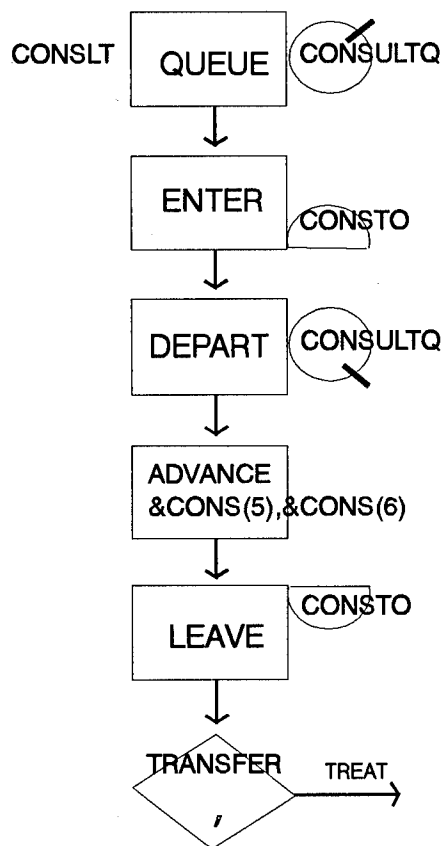 CONSLT QUEUE CONSULTQ
ENTER
CONSTO
DEPART CONSULTQ
ADVANCE
&CONS(5),&CONS(6)
CONSTO
LEAVE
TRANSFER
TREAT
,